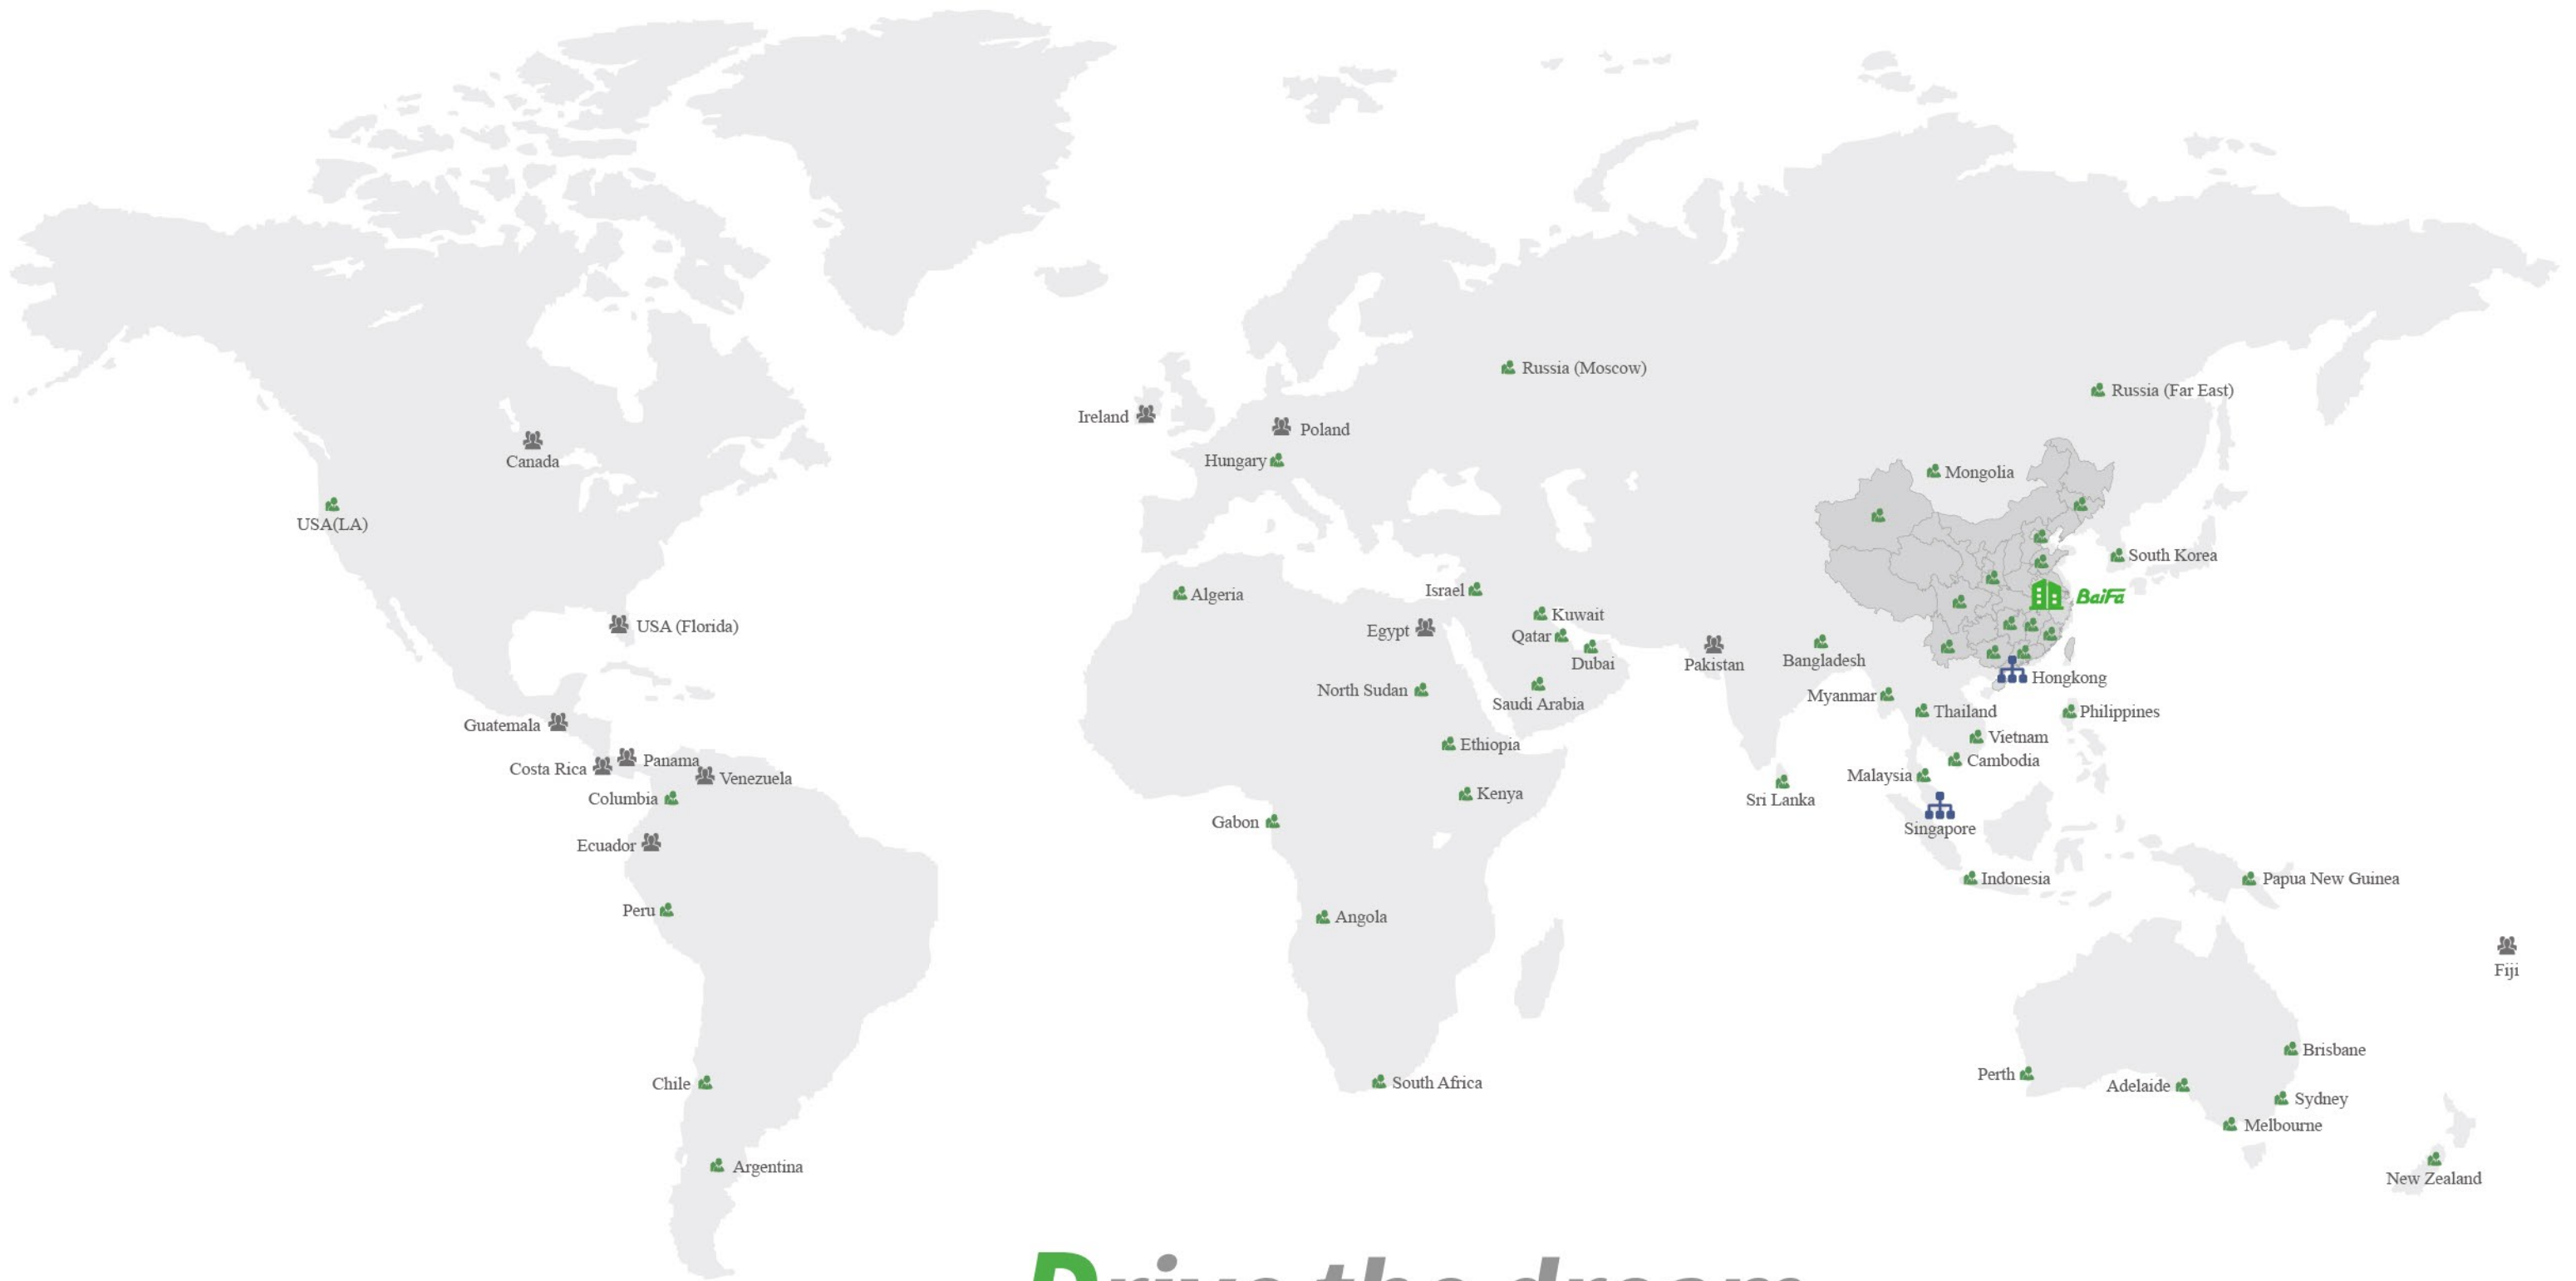 Russia (Moscow)
Russia (Far East)
Ireland
Poland
Canada
Hungary
Mongolia
USA(LA)
South Korea
Israel
Algeria
BaiFa
Kuwait
USA (Florida)
Egypt
Qatar
Dubai
Pakistan
Bangladesh
Hongkong
North Sudan
Saudi Arabia
Myanmar
Thailand
Philippines
Guatemala
Vietnam
Ethiopia
Panama
Cambodia
Costa Rica
Venezuela
Malaysia
Columbia
Kenya
Sri Lanka
Gabon
Singapore
Ecuador
Indonesia
Papua New Guinea
Peru
Angola
Fiji
Brisbane
Perth
Chile
South Africa
Adelaide
Sydney
Melbourne
Argentina
New Zealand
Drive the dream